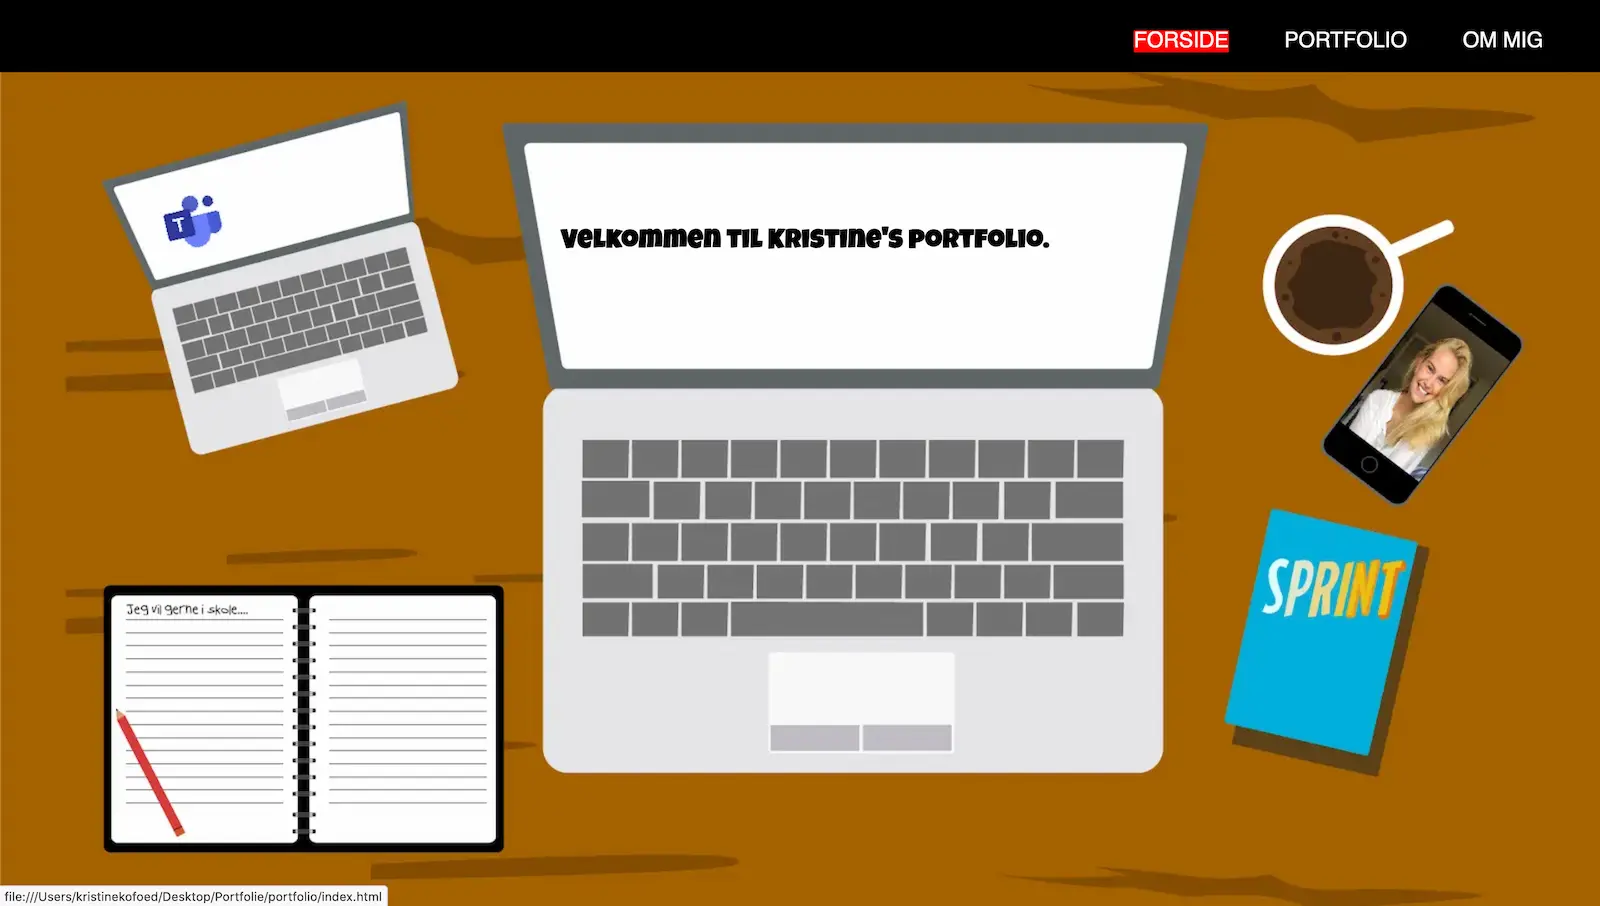 FORSIDE PORTFOLIO OM MIG
T
Velkommen til Kristine's portfolio.
Jeg vil gerne i skole....
SPRINT
file:///Users/kristinekofoed/Desktop/Portfolie/portfolio/index.html